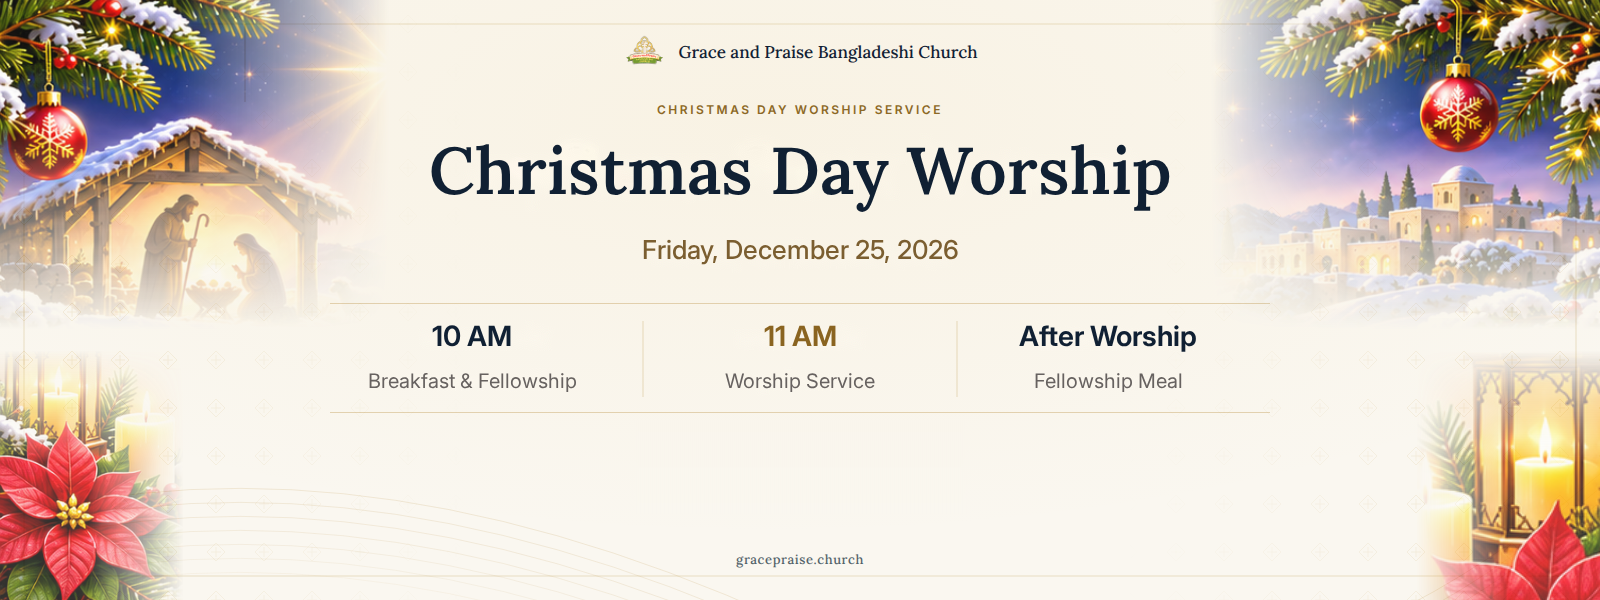 Grace and Praise Bangladeshi Church
CHRISTMAS DAY WORSHIP SERVICE
Christmas Day Worship
Friday, December 25, 2026
10 AM
Breakfast & Fellowship
11 AM
Worship Service
After Worship
Fellowship Meal
gracepraise.church